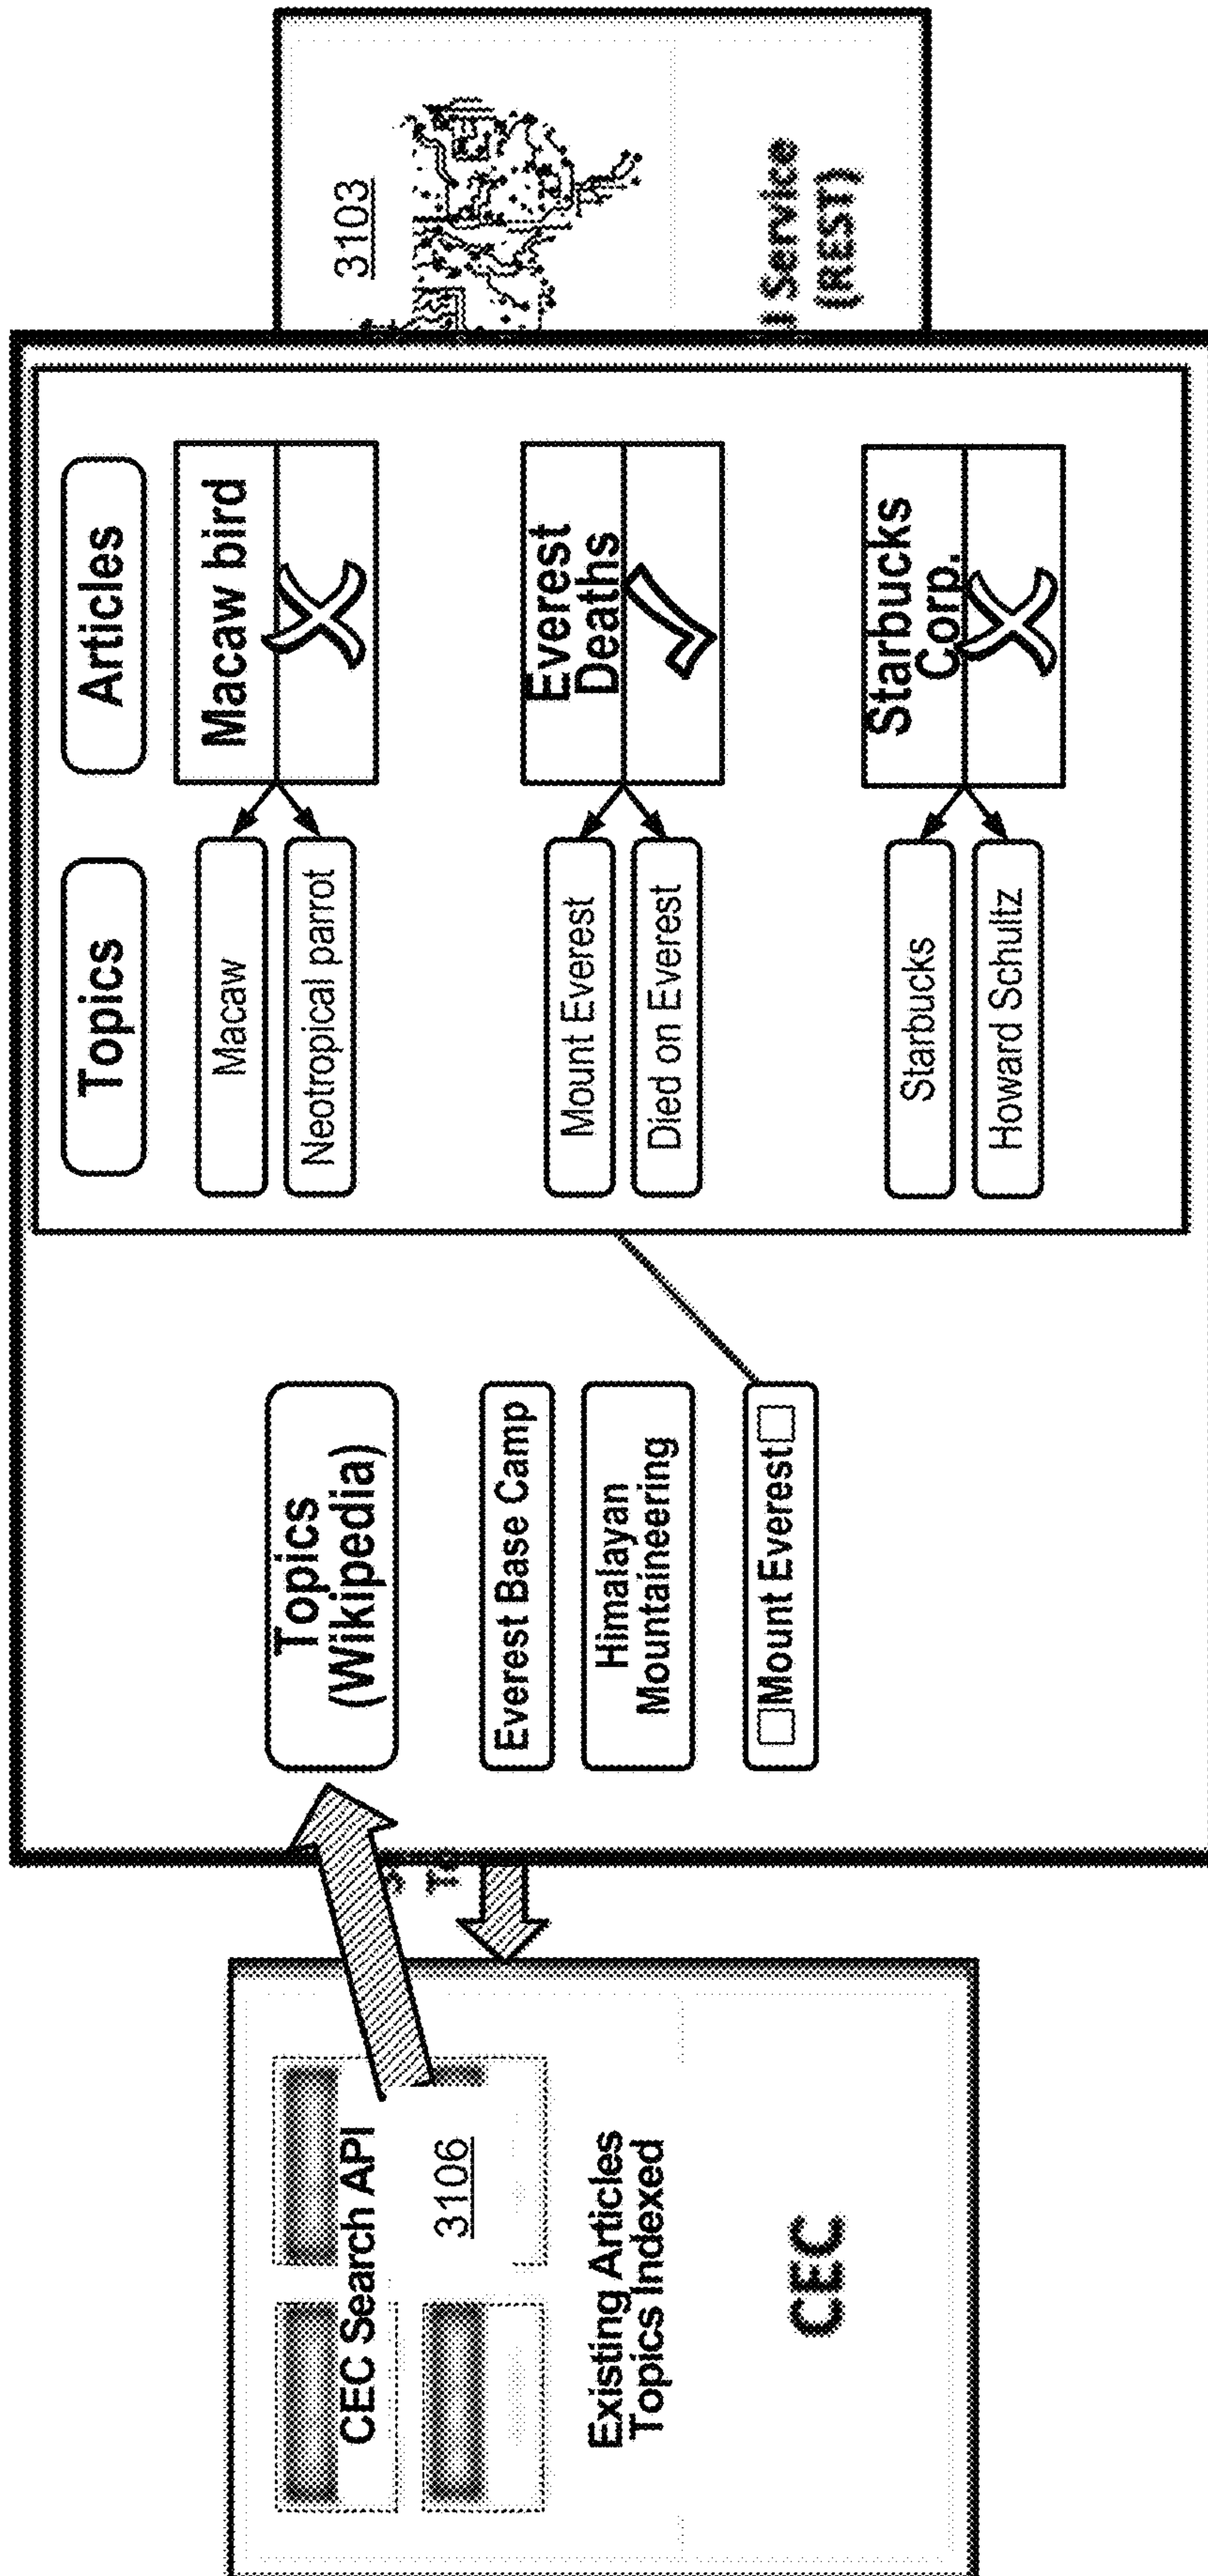 CEC Search API
3106
Existing Articles
Topics Indexed
CEC
Topics
(Wikipedia)
Everest Base Camp
Himalayan
Mountaineering
□Mount Everest□
Topics
Articles
Macaw
Neotropical parrot
Macaw bird
Mount Everest
Died on Everest
Everest
Deaths
Starbucks
Howard Schultz
Starbucks
Corp.
3103
Service
(REST)